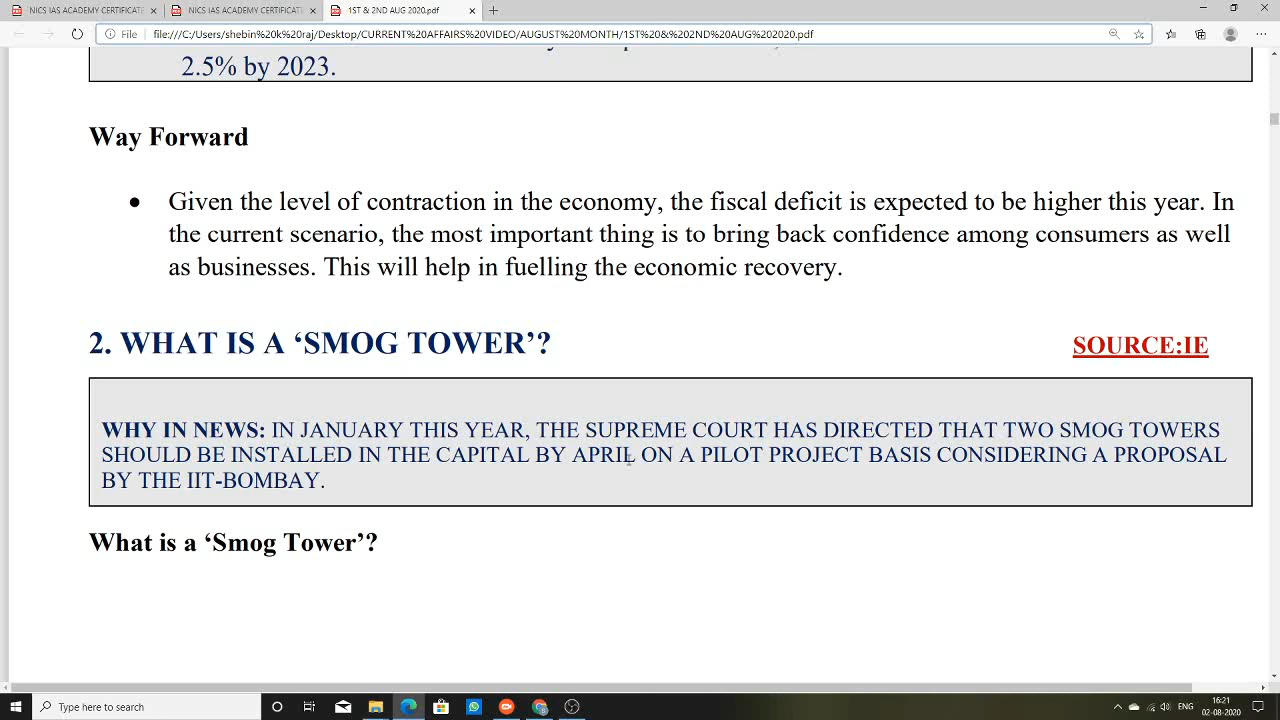 NICS IAS ACADEMY CERTIFICATE
NICS IAS ACADEMY CERTIFICATE
1ST & 2ND AUG 2020.pdf
File
file:///C:/Users/shebin%20k%20raj/Desktop/CURRENT%20AFFAIRS%20VIDEO/AUGUST%20MONTH/1ST%20&%202ND%20AUG%202020.pdf
2.5% by 2023.
Way Forward
• Given the level of contraction in the economy, the fiscal deficit is expected to be higher this year. In
the current scenario, the most important thing is to bring back confidence among consumers as well
as businesses. This will help in fuelling the economic recovery.
2. WHAT IS A ‘SMOG TOWER’? SOURCE:IE
WHY IN NEWS: IN JANUARY THIS YEAR, THE SUPREME COURT HAS DIRECTED THAT TWO SMOG TOWERS
SHOULD BE INSTALLED IN THE CAPITAL BY APRIL ON A PILOT PROJECT BASIS CONSIDERING A PROPOSAL
BY THE IIT-BOMBAY.
What is a ‘Smog Tower’?
Type here to search
ENG
16:21
02-08-2020